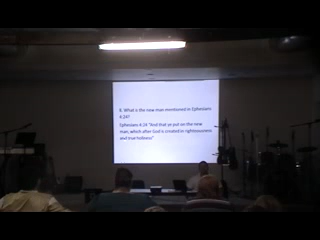 8. What is the new man mentioned in Ephesians
4:24?
Ephesians 4:24 "And that ye put on the new
man, which after God is created in righteousness
and true holiness"